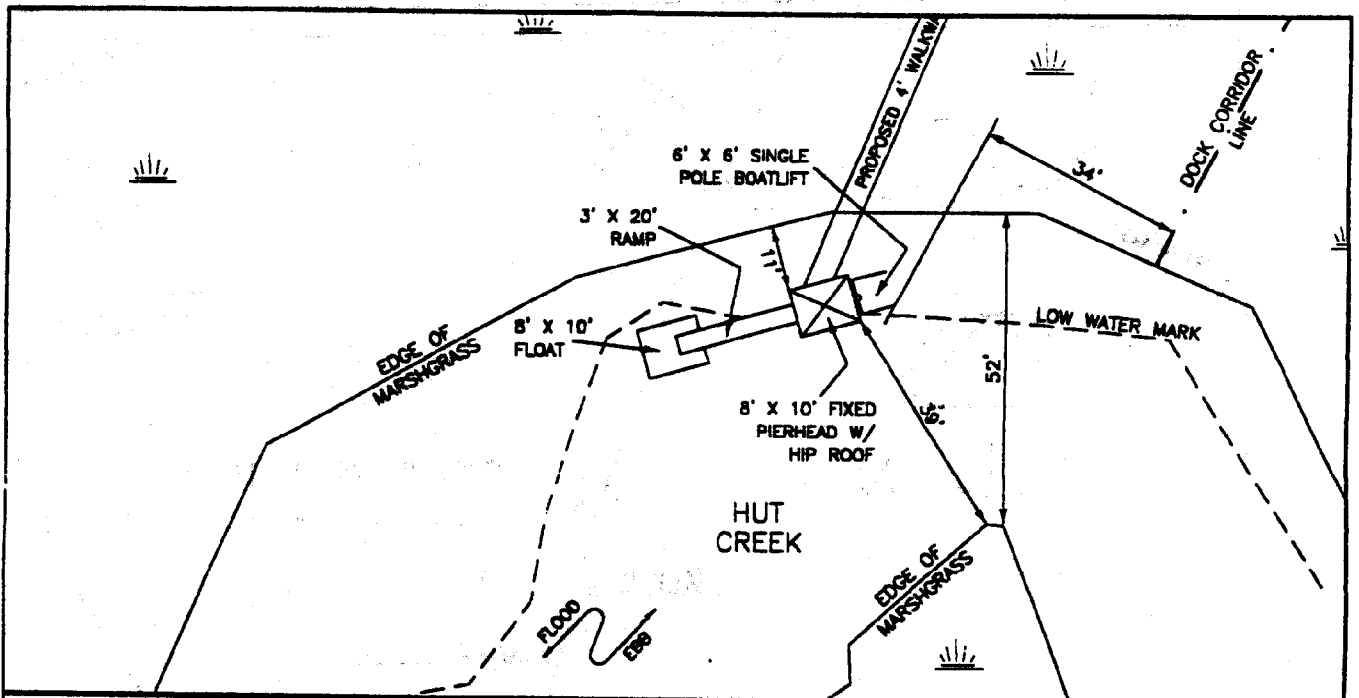 PROPOSED 4' WALKWA
DOCK CORRIDOR
LINE
6' X 6' SINGLE
POLE BOATLIFT
34'
3' X 20'
RAMP
11'
8' X 10'
FLOAT
LOW WATER MARK
EDGE OF
MARSHGRASS
52'
8' X 10' FIXED
PIERHEAD W/
HIP ROOF
HUT
CREEK
EDGE OF
MARSHGRASS
FLOOD
EBB